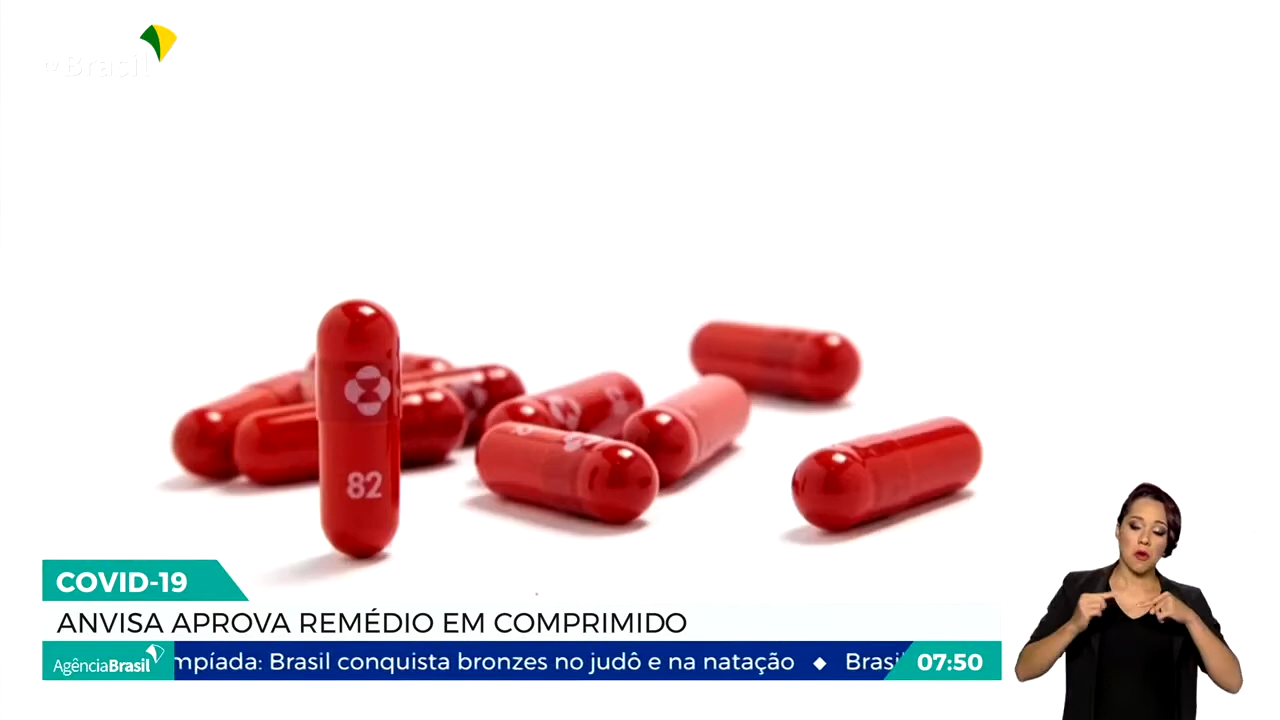 tv Brasil
82
COVID-19
ANVISA APROVA REMÉDIO EM COMPRIMIDO
AgênciaBrasil mpíada: Brasil conquista bronzes no judô e na natação ◆ Brasil 07:50